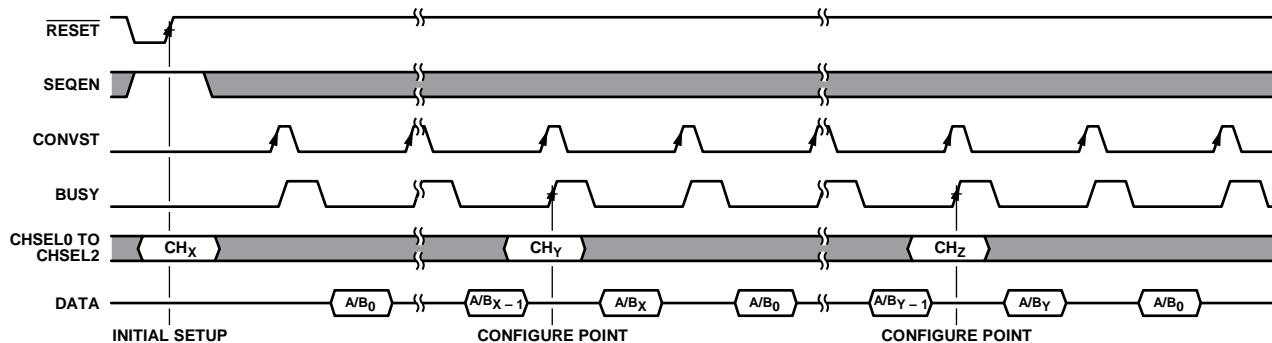 RESET
SEQEN
CONVST
BUSY
CHSEL0 TO
CHSEL2
CHX
CHY
CHZ
DATA
A/B0
A/BX – 1
A/BX
A/B0
A/BY – 1
A/BY
A/B0
INITIAL SETUP
CONFIGURE POINT
CONFIGURE POINT